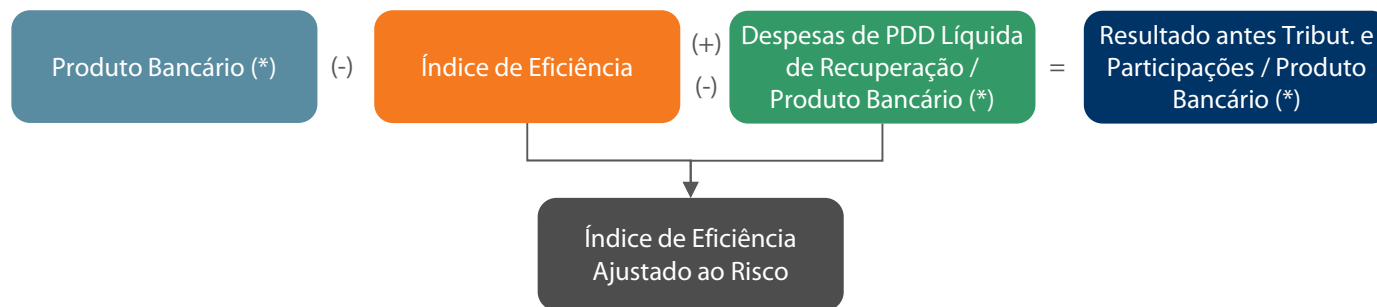 Produto Bancário (*)
(-)
Índice de Eficiência
(+)
(-)
Despesas de PDD Líquida
de Recuperação /
Produto Bancário (*)
=
Resultado antes Tribut. e
Participações / Produto
Bancário (*)
Índice de Eficiência
Ajustado ao Risco